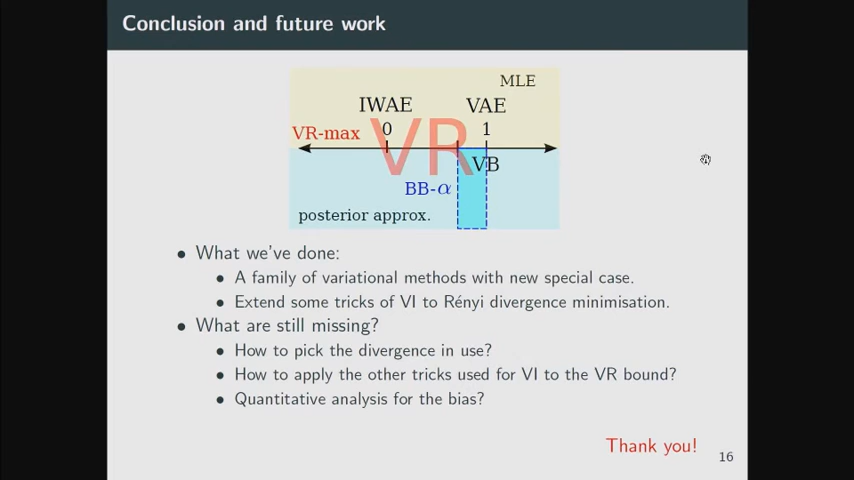 Conclusion and future work
MLE
IWAE VAE
VR-max 0 VR 1
VB
BB-α
posterior approx.
• What we've done:
• A family of variational methods with new special case.
• Extend some tricks of VI to Rényi divergence minimisation.
• What are still missing?
• How to pick the divergence in use?
• How to apply the other tricks used for VI to the VR bound?
• Quantitative analysis for the bias?
Thank you!
16